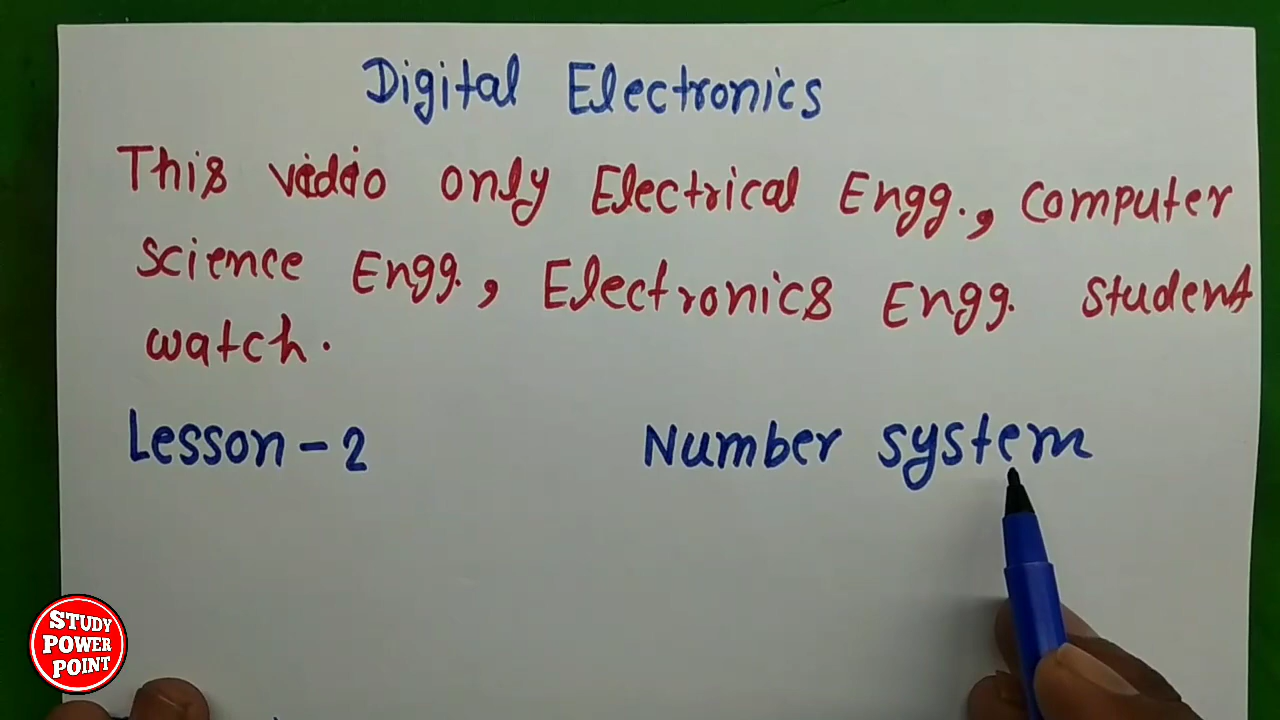 Digital Electronics
This vidio only Electrical Engg., Computer
science Engg., Electronics Engg. student
watch.
Lesson-2 Number system
STUDY
POWER
POINT